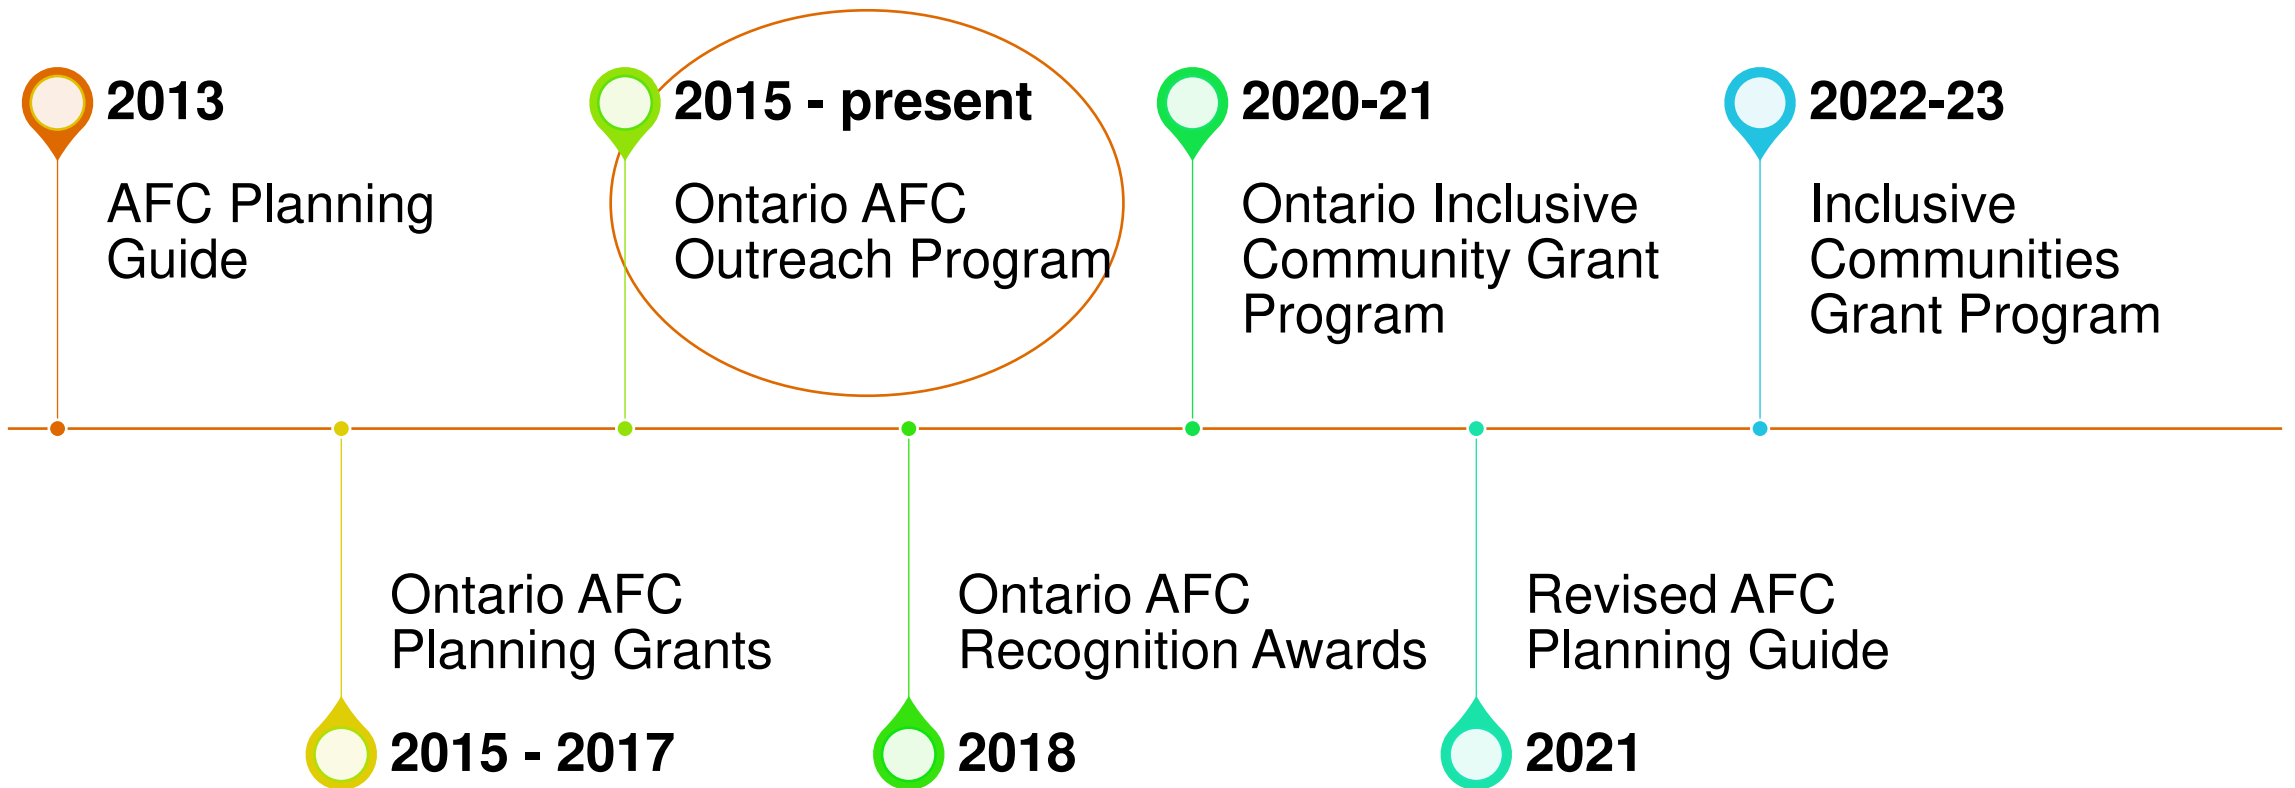 2013
AFC Planning
Guide
2015 - present
Ontario AFC
Outreach Program
2020-21
Ontario Inclusive
Community Grant
Program
2022-23
Inclusive
Communities
Grant Program
Ontario AFC
Planning Grants
2015 - 2017
Ontario AFC
Recognition Awards
2018
Revised AFC
Planning Guide
2021